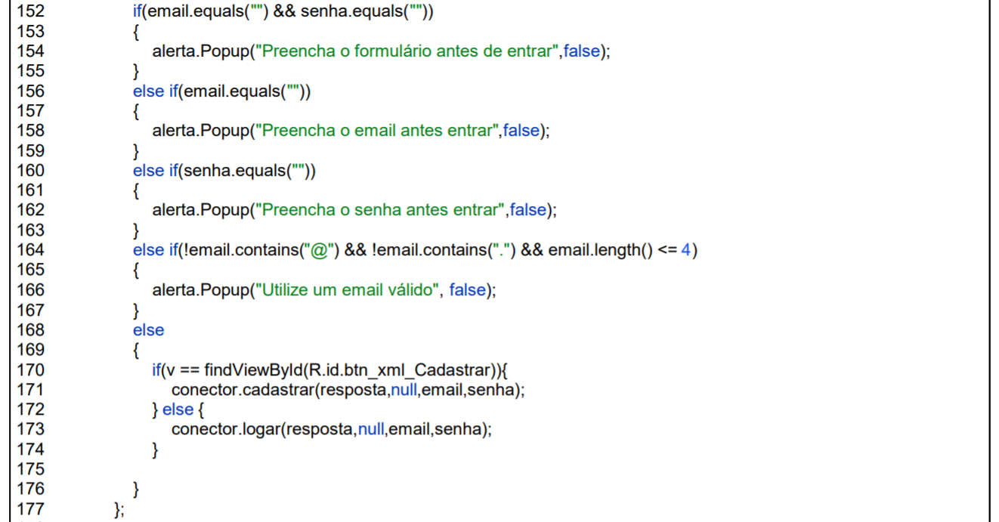 152 if(email.equals("") && senha.equals(""))
153 {
154 alerta.Popup("Preencha o formulário antes de entrar",false);
155 }
156 else if(email.equals(""))
157 {
158 alerta.Popup("Preencha o email antes entrar",false);
159 }
160 else if(senha.equals(""))
161 {
162 alerta.Popup("Preencha o senha antes entrar",false);
163 }
164 else if(!email.contains("@") && !email.contains(".") && email.length() <= 4)
165 {
166 alerta.Popup("Utilize um email válido", false);
167 }
168 else
169 {
170 if(v == findViewById(R.id.btn_xml_Cadastrar)){
171 conector.cadastrar(resposta,null,email,senha);
172 } else {
173 conector.logar(resposta,null,email,senha);
174 }
175
176 }
177 };